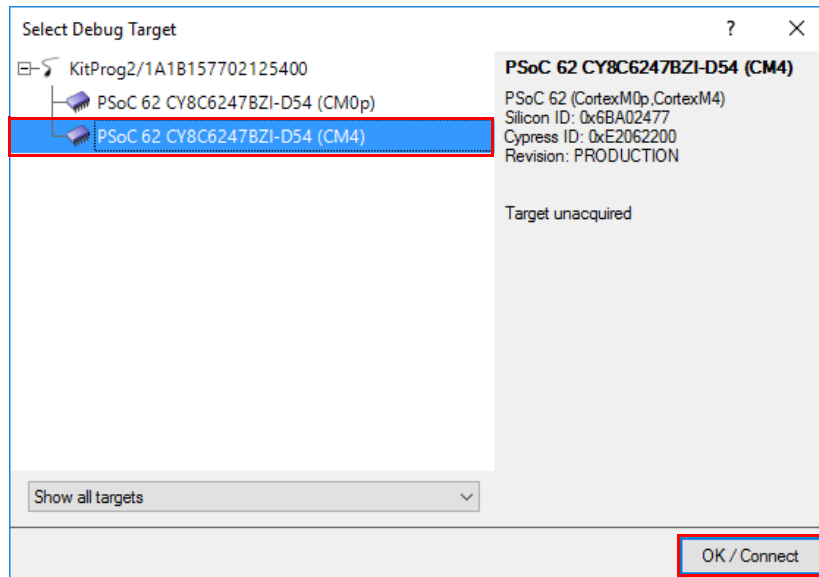 Select Debug Target
KitProg2/1A1B157702125400
PSoC 62 CY8C6247BZI-D54 (CM0p)
PSoC 62 CY8C6247BZI-D54 (CM4)
PSoC 62 CY8C6247BZI-D54 (CM4)
PSoC 62 (CortexM0p,CortexM4)
Silicon ID: 0x6BA02477
Cypress ID: 0xE2062200
Revision: PRODUCTION
Target unacquired
Show all targets
OK / Connect